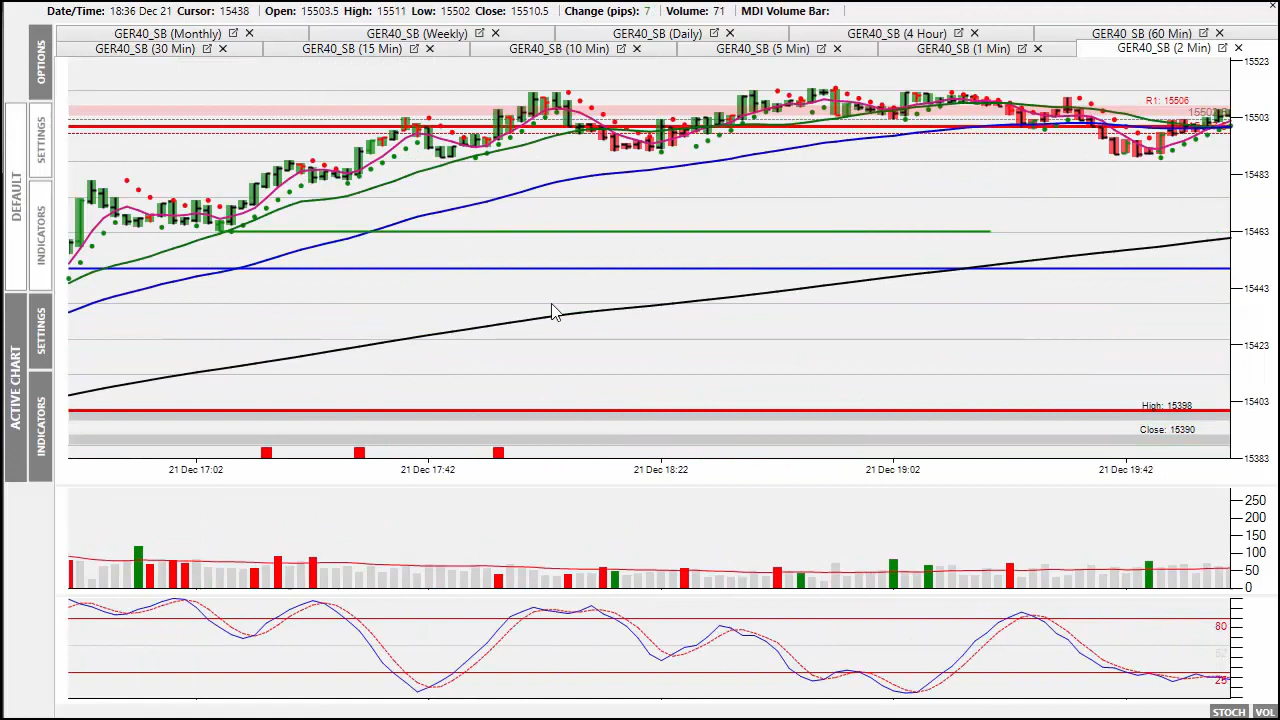 Date/Time: 18:36 Dec 21 Cursor: 15438 Open: 15503.5 High: 15511 Low: 15502 Close: 15510.5 Change (pips): 7 Volume: 71 MDI Volume Bar:
GER40_SB (Monthly) GER40_SB (Weekly) GER40_SB (Daily) GER40_SB (4 Hour) GER40_SB (60 Min)
GER40_SB (30 Min) GER40_SB (15 Min) GER40_SB (10 Min) GER40_SB (5 Min) GER40_SB (1 Min) GER40_SB (2 Min)
OPTIONS
DEFAULT
SETTINGS
INDICATORS
ACTIVE CHART
SETTINGS
INDICATORS
15523
R1: 15506
15503
15483
15463
15443
15423
15403
High: 15398
Close: 15390
15383
21 Dec 17:02 21 Dec 17:42 21 Dec 18:22 21 Dec 19:02 21 Dec 19:42
250
200
150
100
50
0
80
25
STOCH VOL